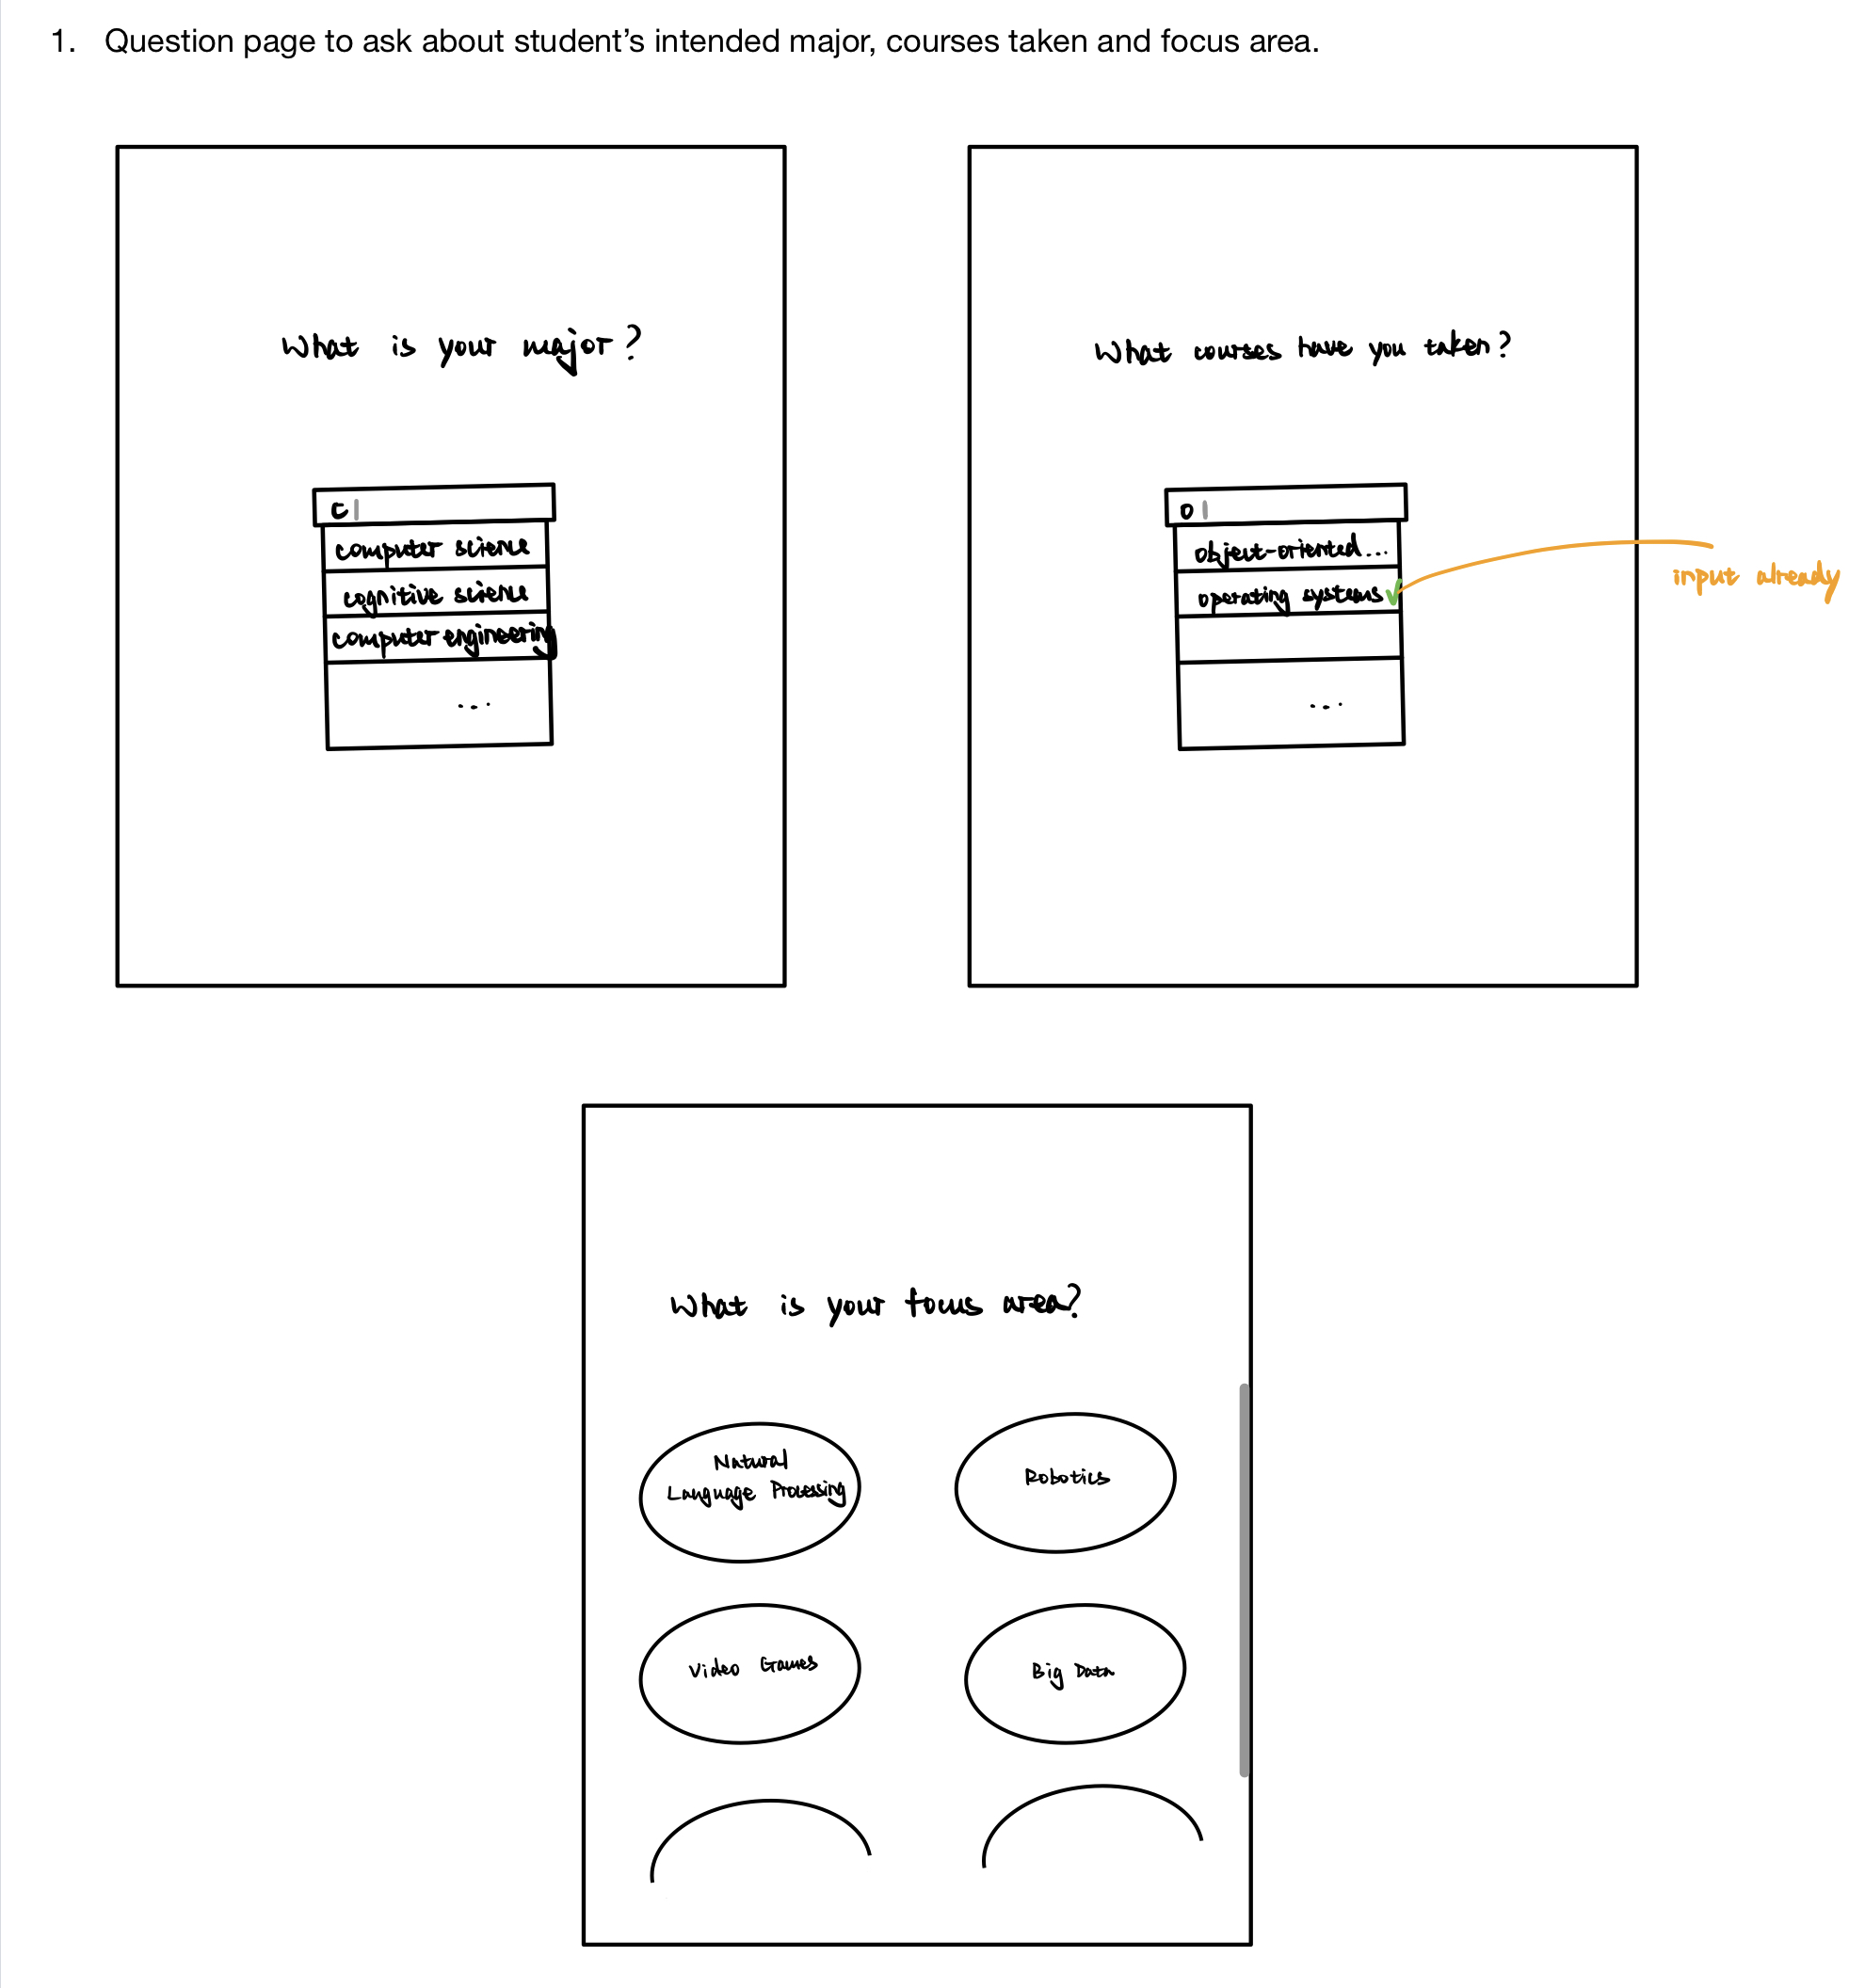 1. Question page to ask about student’s intended major, courses taken and focus area.
What is your major?
c
computer science
cognitive science
computer engineering
...
What courses have you taken?
o
object-oriented...
operating systems ✓
...
input already
What is your focus area?
Natural
Language Processing
Robotics
Video Games
Big Data